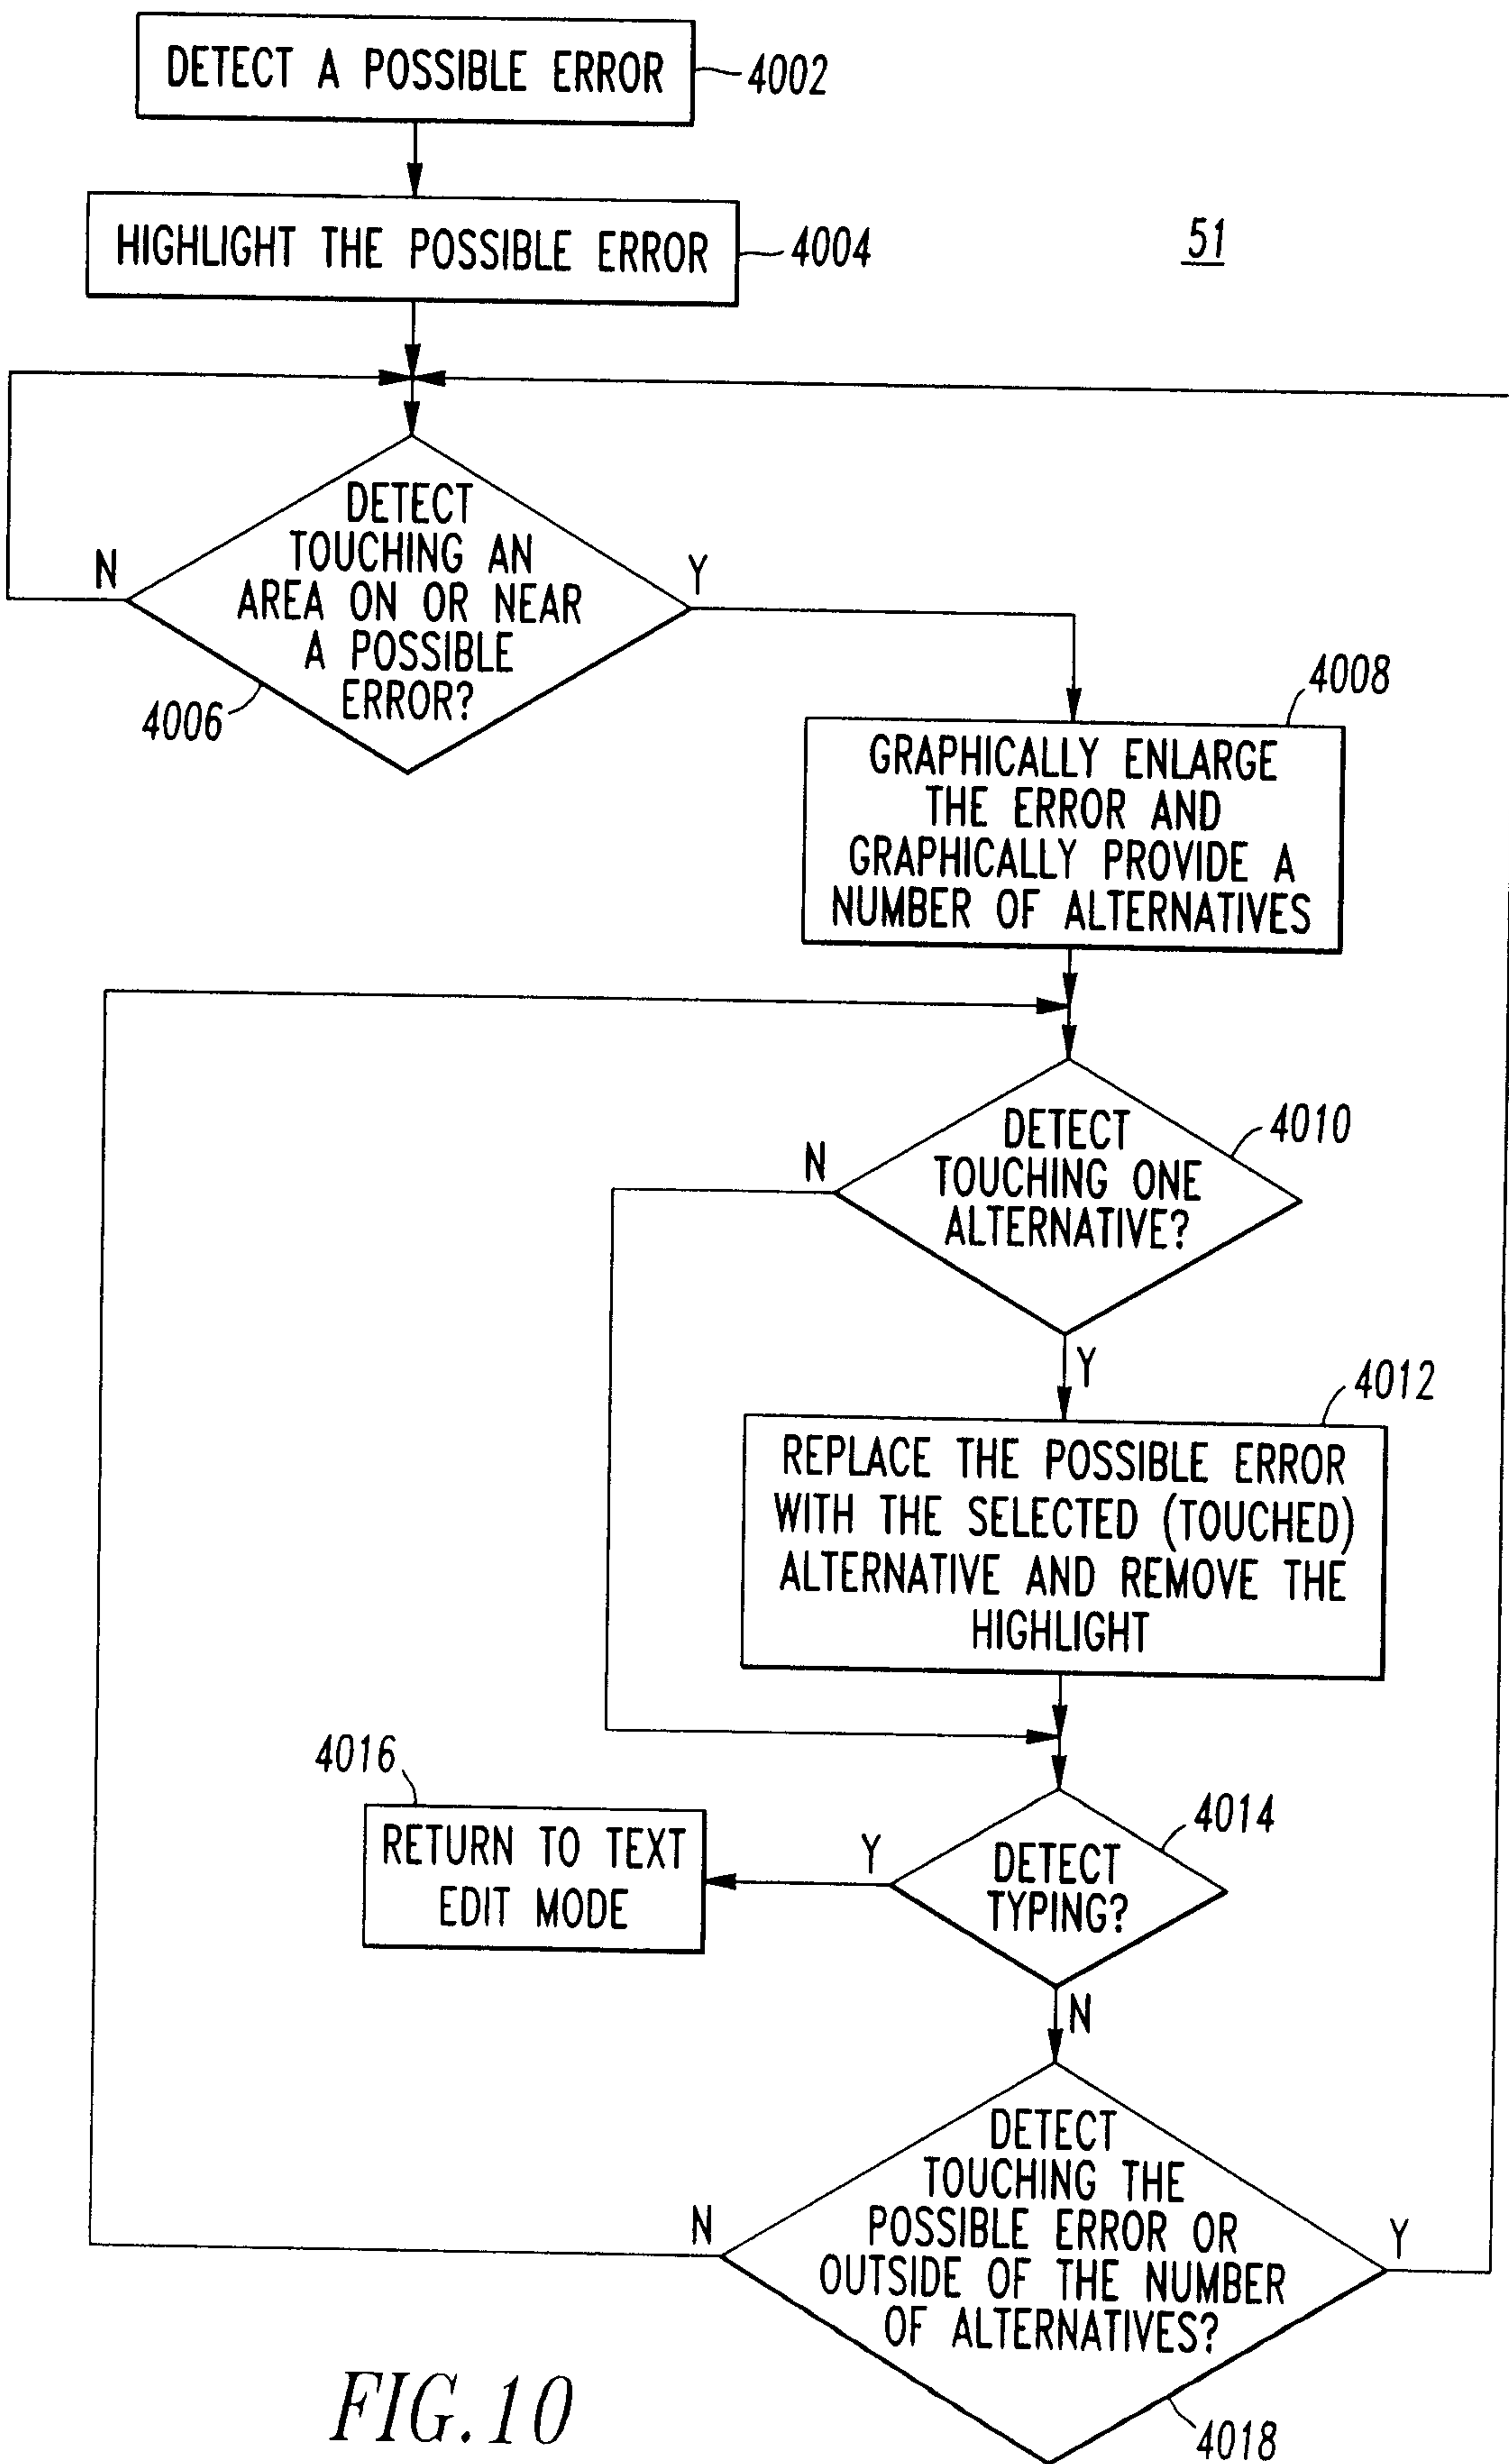 DETECT A POSSIBLE ERROR
4002
HIGHLIGHT THE POSSIBLE ERROR
4004
51
DETECT
TOUCHING AN
AREA ON OR NEAR
A POSSIBLE
ERROR?
N
Y
4006
4008
GRAPHICALLY ENLARGE
THE ERROR AND
GRAPHICALLY PROVIDE A
NUMBER OF ALTERNATIVES
DETECT
TOUCHING ONE
ALTERNATIVE?
4010
N
Y
4012
REPLACE THE POSSIBLE ERROR
WITH THE SELECTED (TOUCHED)
ALTERNATIVE AND REMOVE THE
HIGHLIGHT
4016
RETURN TO TEXT
EDIT MODE
Y
DETECT
TYPING?
4014
N
DETECT
TOUCHING THE
POSSIBLE ERROR OR
OUTSIDE OF THE NUMBER
OF ALTERNATIVES?
N
Y
4018
FIG.10